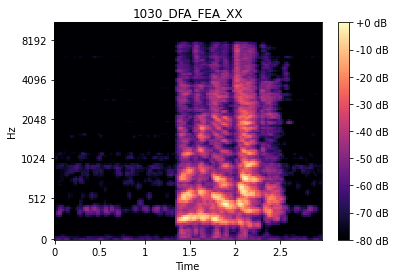 1030_DFA_FEA_XX
+0 dB
8192
-10 dB
4096
-20 dB
-30 dB
2048
Hz
-40 dB
1024
-50 dB
512
-60 dB
-70 dB
0
-80 dB
0 0.5 1 1.5 2 2.5
Time